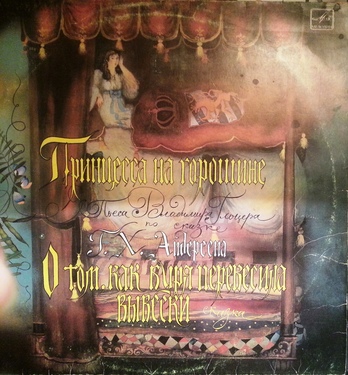 Принцесса на горошине
Пьеса Владимира Глоцера
по сказке
Г. Х. Андерсена
О том, как буря перевесила
вывески